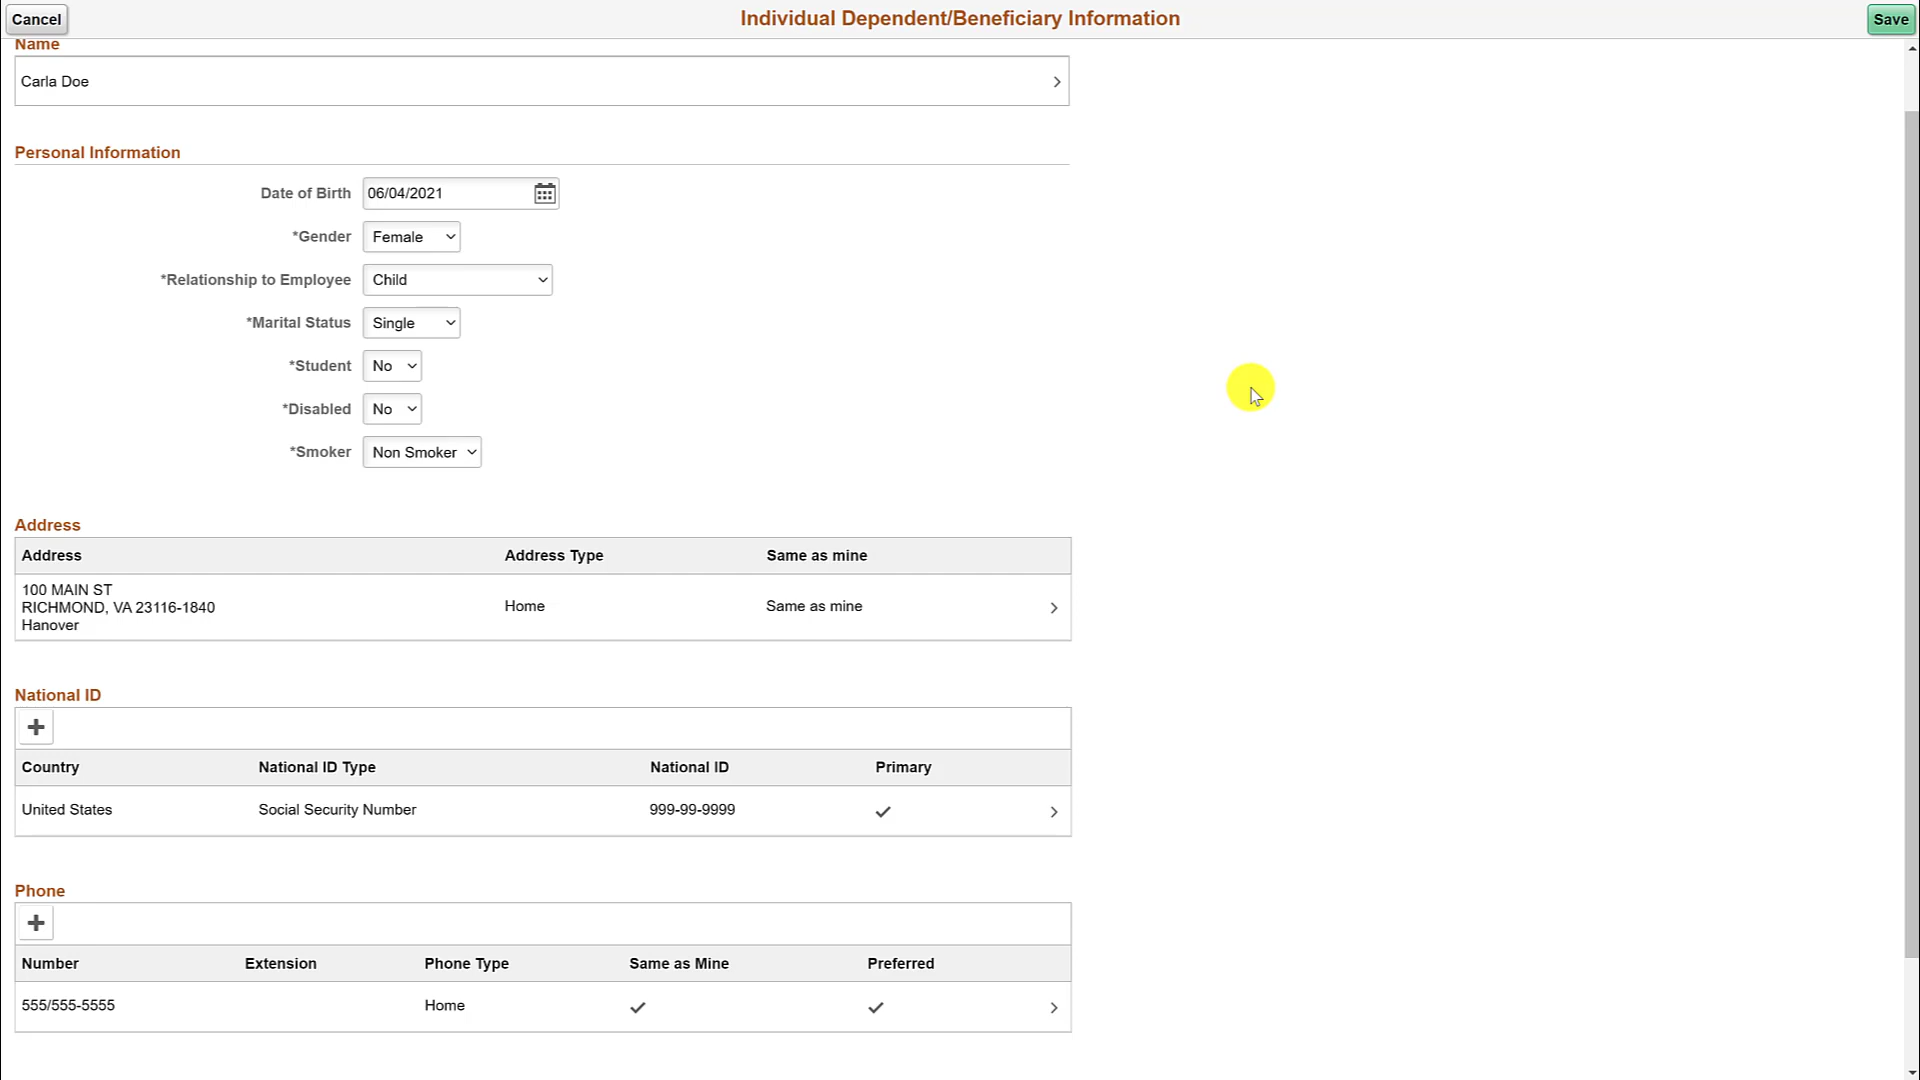 Cancel
Individual Dependent/Beneficiary Information
Save
Name
Carla Doe
Personal Information
Date of Birth 06/04/2021
*Gender Female
*Relationship to Employee Child
*Marital Status Single
*Student No
*Disabled No
*Smoker Non Smoker
Address
Address Address Type Same as mine
100 MAIN ST
RICHMOND, VA 23116-1840
Hanover
Home
Same as mine
National ID
Country National ID Type National ID Primary
United States Social Security Number 999-99-9999
Phone
Number Extension Phone Type Same as Mine Preferred
555/555-5555 Home